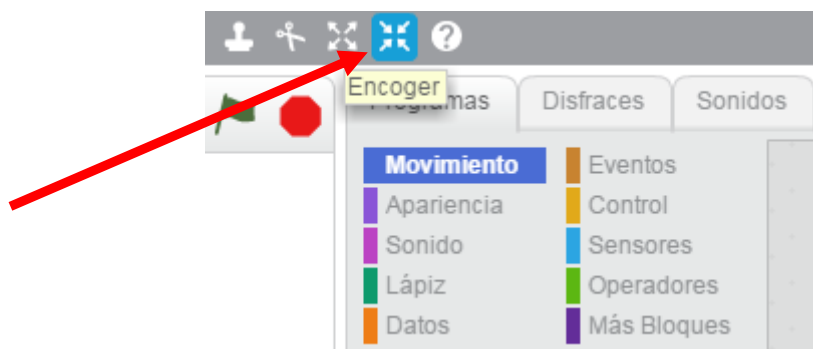 ?
Encoger
Programas Disfraces Sonidos
Movimiento Eventos
Apariencia Control
Sonido Sensores
Lápiz Operadores
Datos Más Bloques